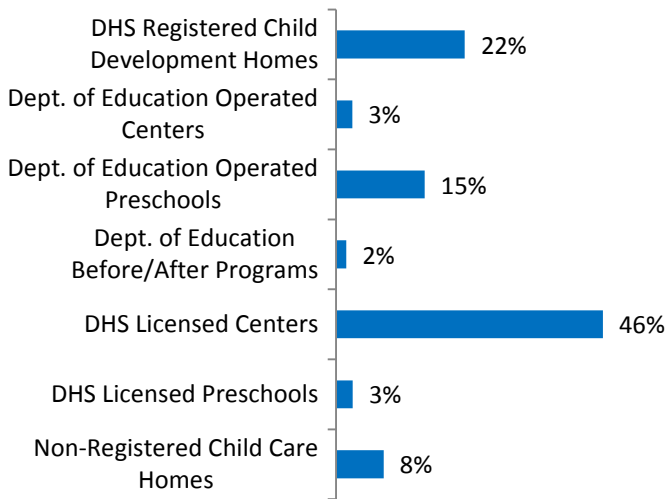 DHS Registered Child
Development Homes
22%
Dept. of Education Operated
Centers
3%
Dept. of Education Operated
Preschools
15%
Dept. of Education
Before/After Programs
2%
DHS Licensed Centers
46%
DHS Licensed Preschools
3%
Non-Registered Child Care
Homes
8%